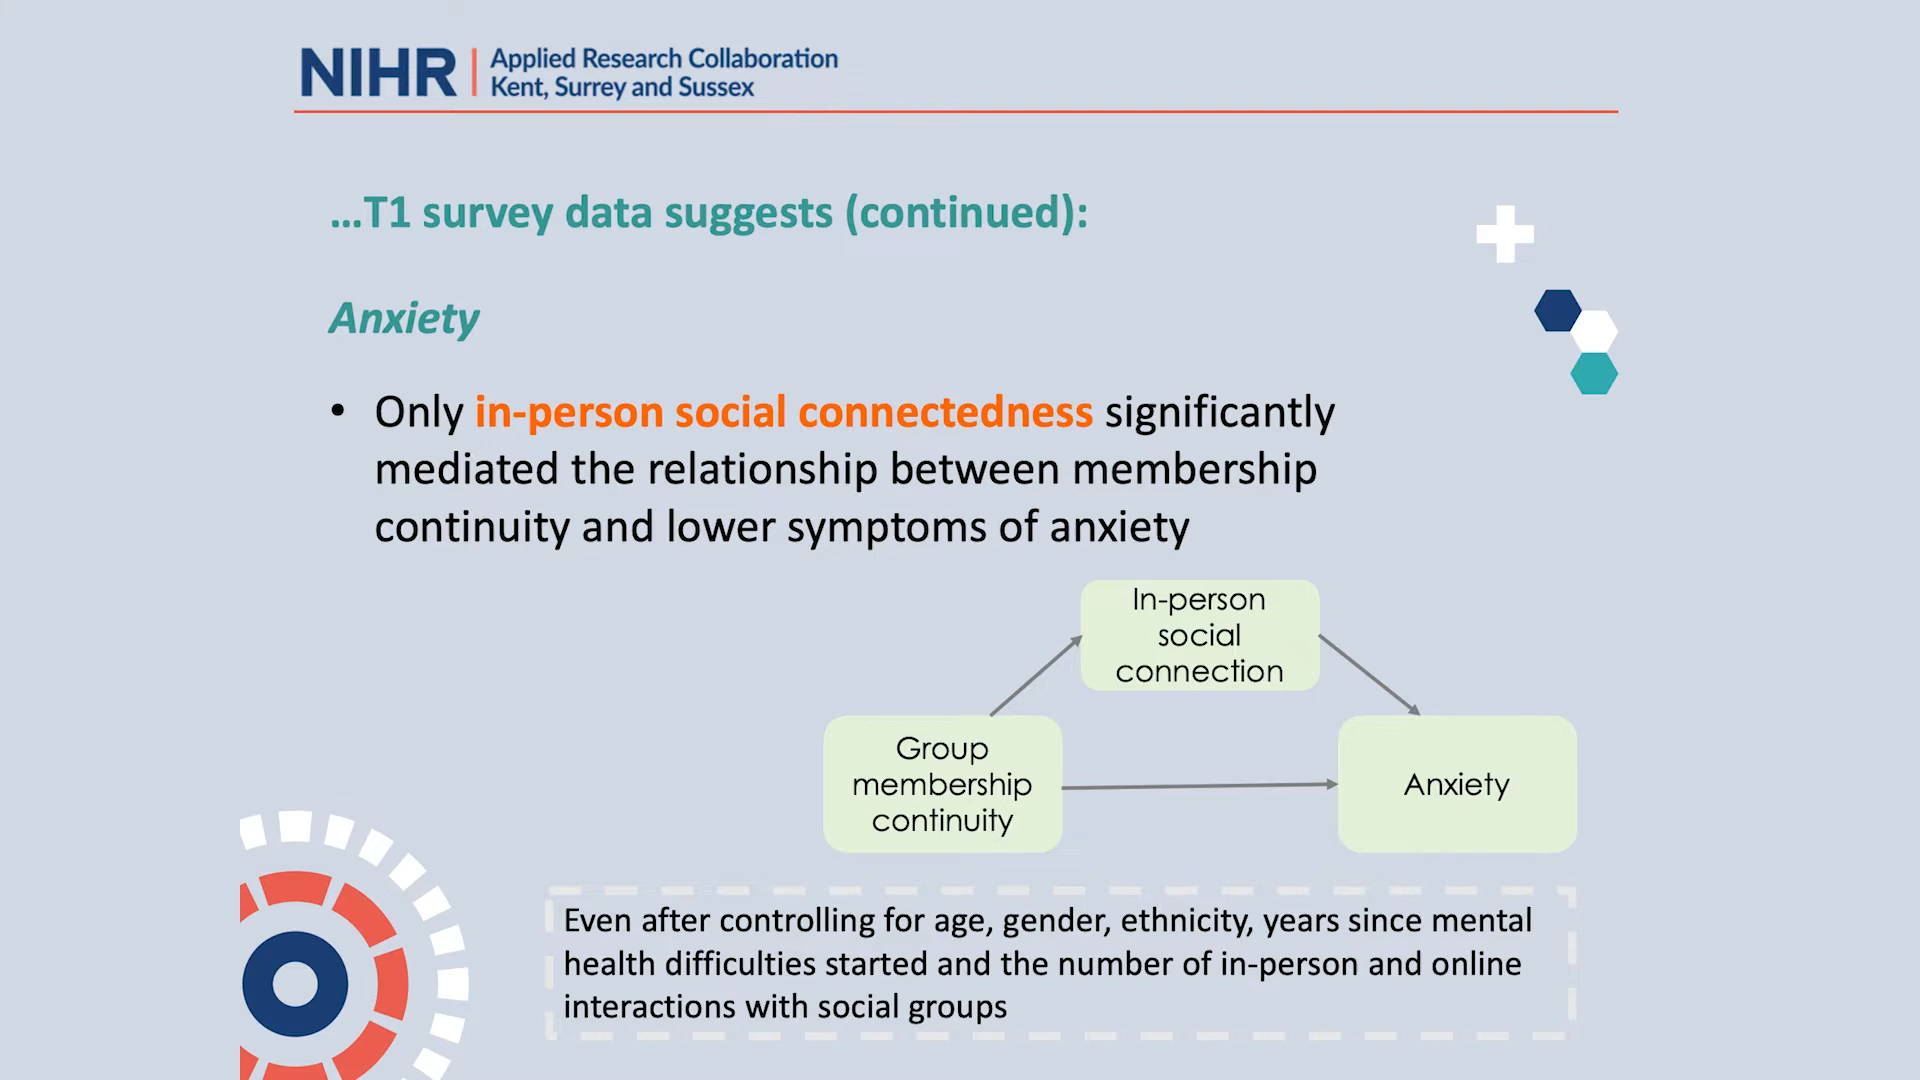 NIHR | Applied Research Collaboration
Kent, Surrey and Sussex
...T1 survey data suggests (continued):
Anxiety
• Only in-person social connectedness significantly
mediated the relationship between membership
continuity and lower symptoms of anxiety
In-person
social
connection
Group
membership
continuity
Anxiety
Even after controlling for age, gender, ethnicity, years since mental
health difficulties started and the number of in-person and online
interactions with social groups